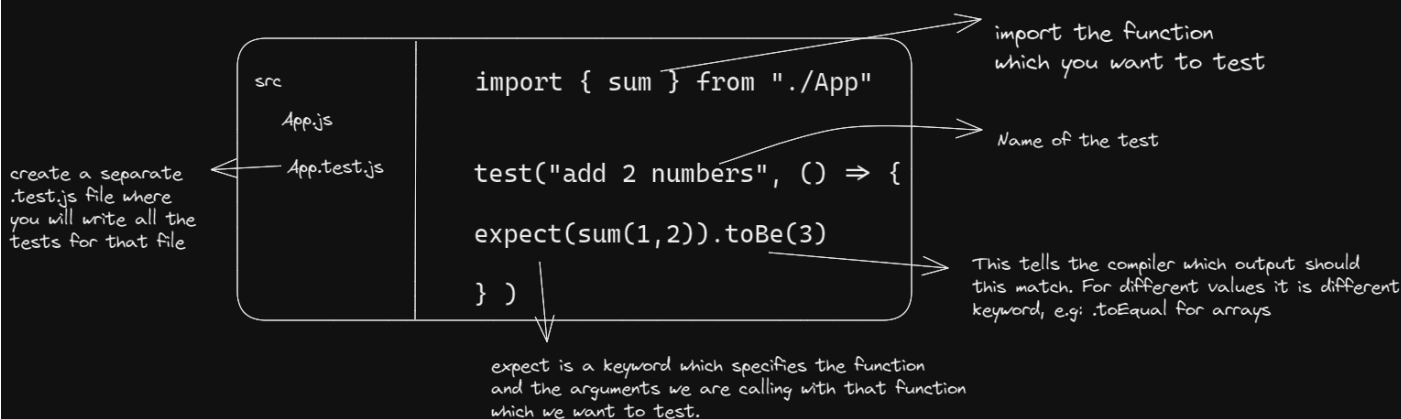 import the function
which you want to test
src
import { sum } from "./App"
App.js
Name of the test
App.test.js
create a separate
.test.js file where
you will write all the
tests for that file
test("add 2 numbers", () => {
expect(sum(1,2)).toBe(3)
This tells the compiler which output should
this match. For different values it is different
keyword, e.g: .toEqual for arrays
} )
expect is a keyword which specifies the function
and the arguments we are calling with that function
which we want to test.